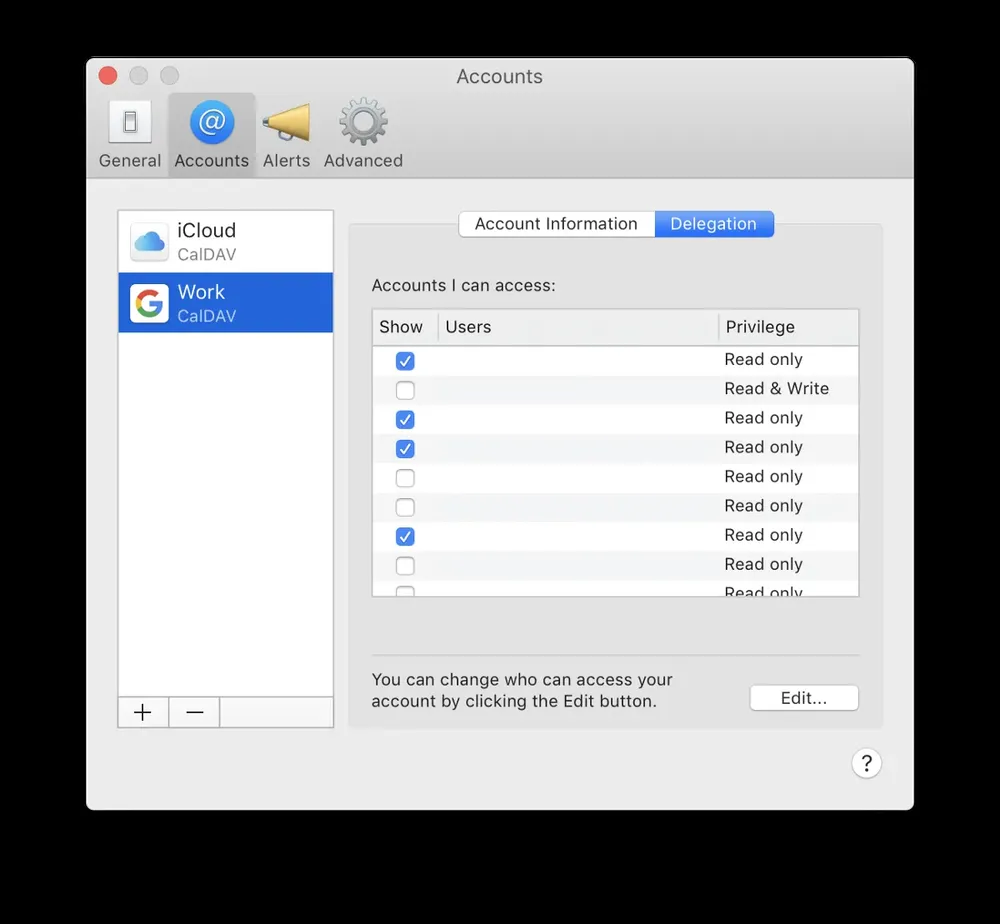 Accounts
General
Accounts
Alerts
Advanced
iCloud
CalDAV
Work
CalDAV
Account Information
Delegation
Accounts I can access:
Show Users Privilege
Read only
Read & Write
Read only
Read only
Read only
Read only
Read only
Read only
Read only
You can change who can access your
account by clicking the Edit button.
Edit...
?